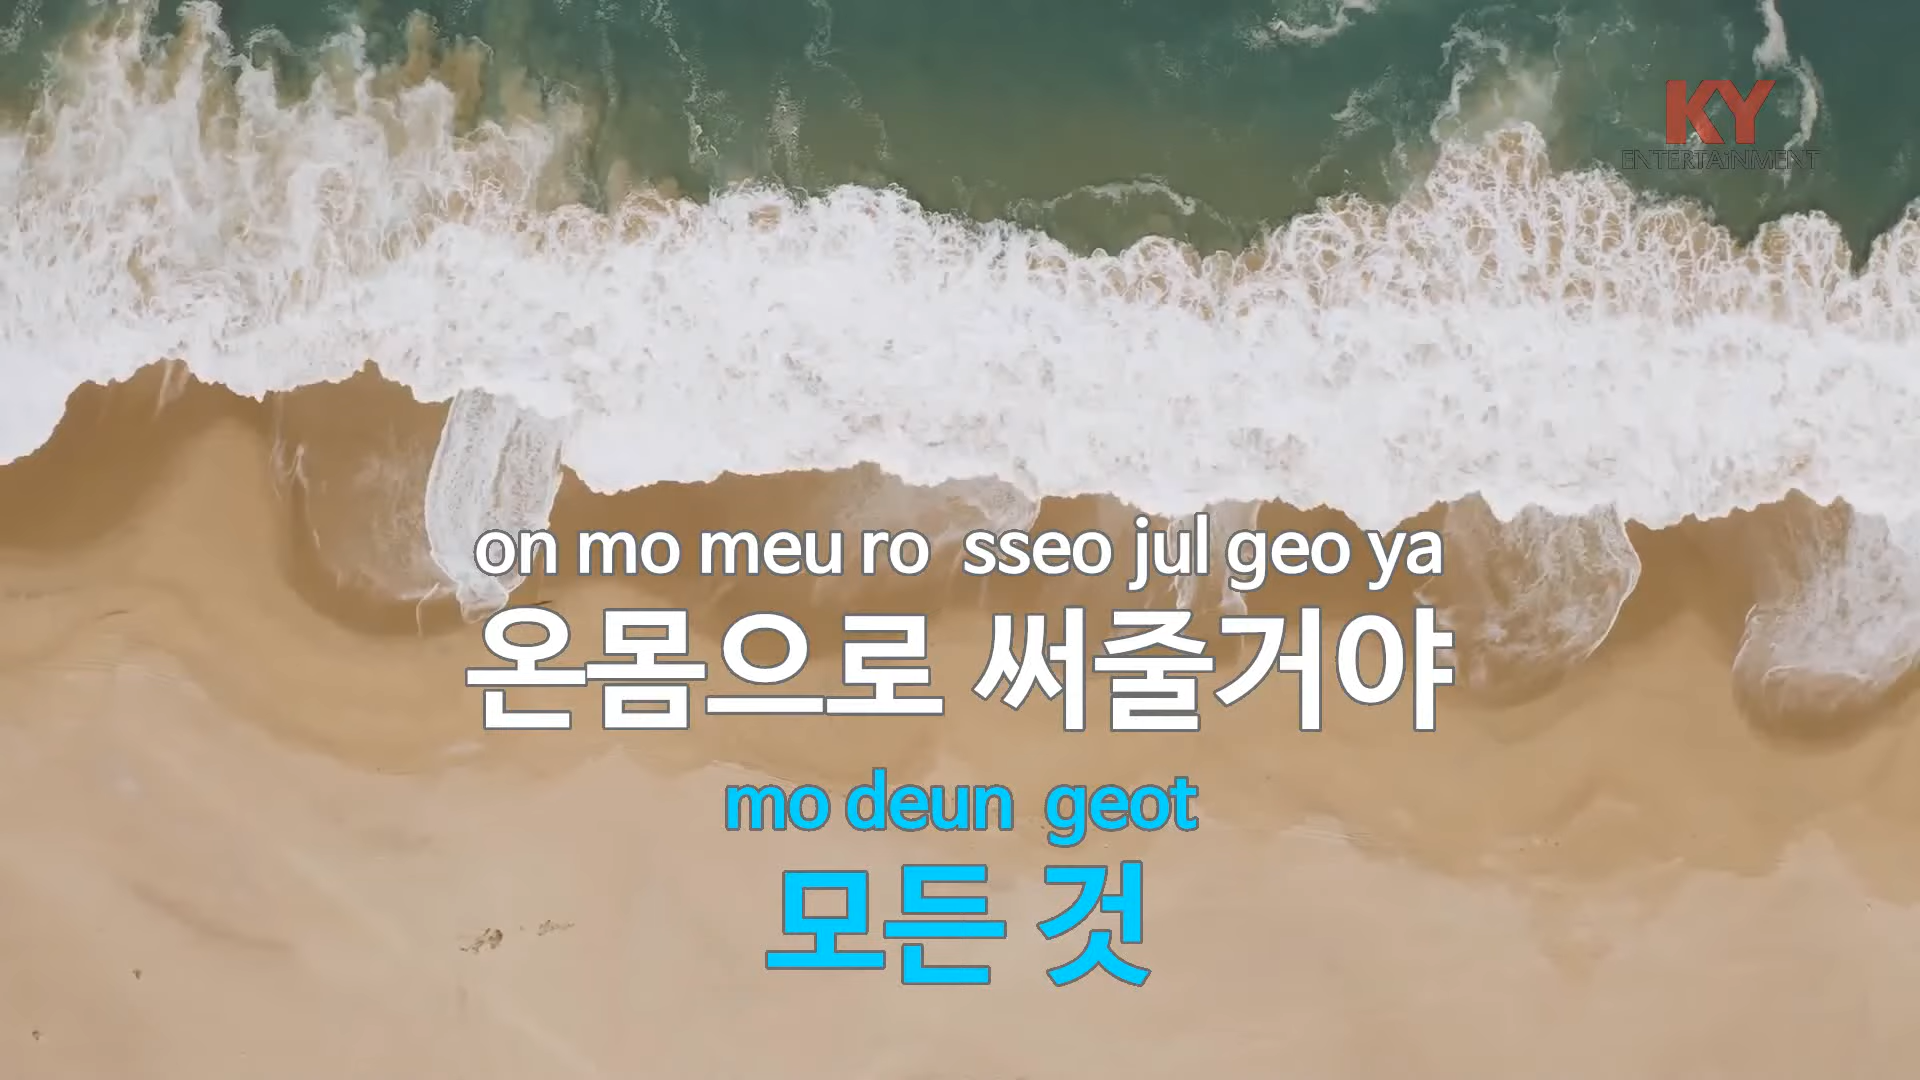 KY
ENTERTAiNMENT
on mo meu ro sseo jul geo ya
온몸으로 써줄거야
mo deun geot
모든 것